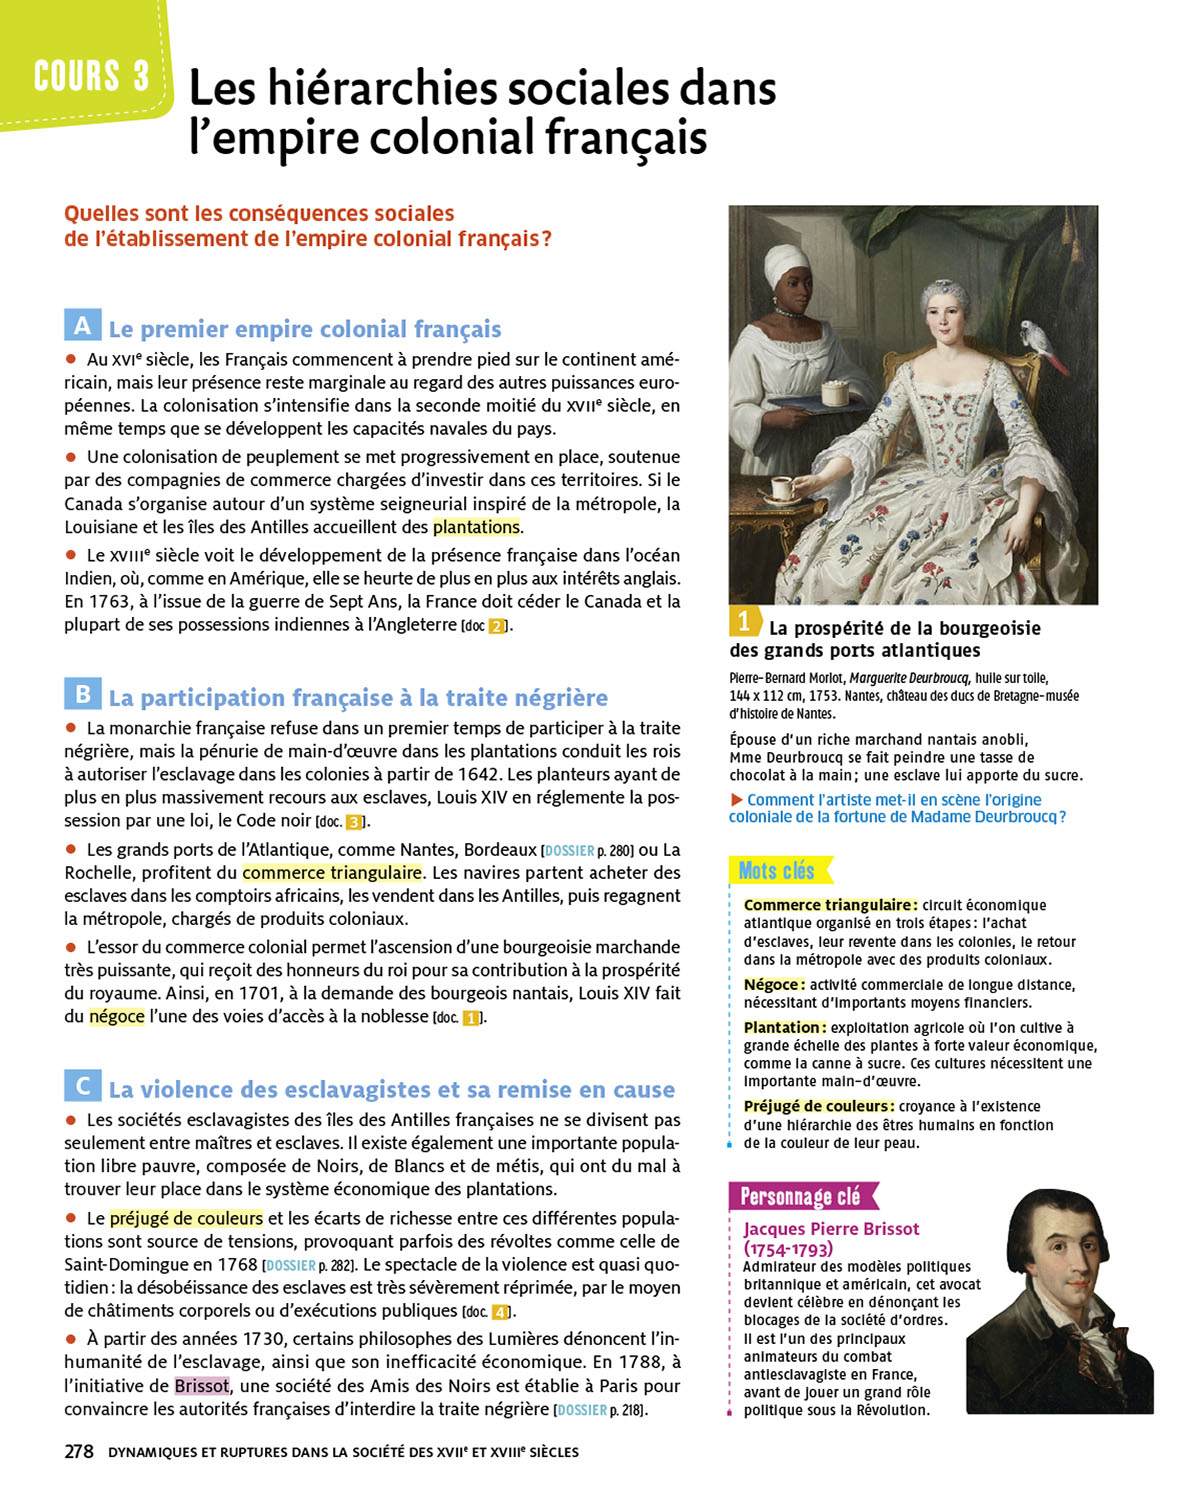 COURS 3
Les hiérarchies sociales dans
l’empire colonial français
Quelles sont les conséquences sociales
de l’établissement de l’empire colonial français ?
A Le premier empire colonial français
• Au XVIe siècle, les Français commencent à prendre pied sur le continent amé-
ricain, mais leur présence reste marginale au regard des autres puissances euro-
péennes. La colonisation s’intensifie dans la seconde moitié du XVIIe siècle, en
même temps que se développent les capacités navales du pays.
• Une colonisation de peuplement se met progressivement en place, soutenue
par des compagnies de commerce chargées d’investir dans ces territoires. Si le
Canada s’organise autour d’un système seigneurial inspiré de la métropole, la
Louisiane et les îles des Antilles accueillent des plantations.
• Le XVIIIe siècle voit le développement de la présence française dans l’océan
Indien, où, comme en Amérique, elle se heurte de plus en plus aux intérêts anglais.
En 1763, à l’issue de la guerre de Sept Ans, la France doit céder le Canada et la
plupart de ses possessions indiennes à l’Angleterre [doc 2].
B La participation française à la traite négrière
• La monarchie française refuse dans un premier temps de participer à la traite
négrière, mais la pénurie de main-d’œuvre dans les plantations conduit les rois
à autoriser l’esclavage dans les colonies à partir de 1642. Les planteurs ayant de
plus en plus massivement recours aux esclaves, Louis XIV en réglemente la pos-
session par une loi, le Code noir [doc. 3].
• Les grands ports de l’Atlantique, comme Nantes, Bordeaux [DOSSIER p. 280] ou La
Rochelle, profitent du commerce triangulaire. Les navires partent acheter des
esclaves dans les comptoirs africains, les vendent dans les Antilles, puis regagnent
la métropole, chargés de produits coloniaux.
• L’essor du commerce colonial permet l’ascension d’une bourgeoisie marchande
très puissante, qui reçoit des honneurs du roi pour sa contribution à la prospérité
du royaume. Ainsi, en 1701, à la demande des bourgeois nantais, Louis XIV fait
du négoce l’une des voies d’accès à la noblesse [doc. 1].
C La violence des esclavagistes et sa remise en cause
• Les sociétés esclavagistes des îles des Antilles françaises ne se divisent pas
seulement entre maîtres et esclaves. Il existe également une importante popula-
tion libre pauvre, composée de Noirs, de Blancs et de métis, qui ont du mal à
trouver leur place dans le système économique des plantations.
• Le préjugé de couleurs et les écarts de richesse entre ces différentes popula-
tions sont source de tensions, provoquant parfois des révoltes comme celle de
Saint-Domingue en 1768 [DOSSIER p. 282]. Le spectacle de la violence est quasi quo-
tidien : la désobéissance des esclaves est très sévèrement réprimée, par le moyen
de châtiments corporels ou d’exécutions publiques [doc. 4].
• À partir des années 1730, certains philosophes des Lumières dénoncent l’in-
humanité de l’esclavage, ainsi que son inefficacité économique. En 1788, à
l’initiative de Brissot, une société des Amis des Noirs est établie à Paris pour
convaincre les autorités françaises d’interdire la traite négrière [DOSSIER p. 218].
1 La prospérité de la bourgeoisie
des grands ports atlantiques
Pierre-Bernard Morlot, Marguerite Deurbroucq, huile sur toile,
144 x 112 cm, 1753. Nantes, château des ducs de Bretagne-musée
d’histoire de Nantes.
Épouse d’un riche marchand nantais anobli,
Mme Deurbroucq se fait peindre une tasse de
chocolat à la main ; une esclave lui apporte du sucre.
▶ Comment l’artiste met-il en scène l’origine
coloniale de la fortune de Madame Deurbroucq ?
Mots clés
Commerce triangulaire : circuit économique
atlantique organisé en trois étapes : l’achat
d’esclaves, leur revente dans les colonies, le retour
dans la métropole avec des produits coloniaux.
Négoce : activité commerciale de longue distance,
nécessitant d’importants moyens financiers.
Plantation : exploitation agricole où l’on cultive à
grande échelle des plantes à forte valeur économique,
comme la canne à sucre. Ces cultures nécessitent une
importante main-d’œuvre.
Préjugé de couleurs : croyance à l’existence
d’une hiérarchie des êtres humains en fonction
de la couleur de leur peau.
Personnage clé
Jacques Pierre Brissot
(1754-1793)
Admirateur des modèles politiques
britannique et américain, cet avocat
devient célèbre en dénonçant les
blocages de la société d’ordres.
Il est l’un des principaux
animateurs du combat
antiesclavagiste en France,
avant de jouer un grand rôle
politique sous la Révolution.
278 DYNAMIQUES ET RUPTURES DANS LA SOCIÉTÉ DES XVIIe ET XVIIIe SIÈCLES